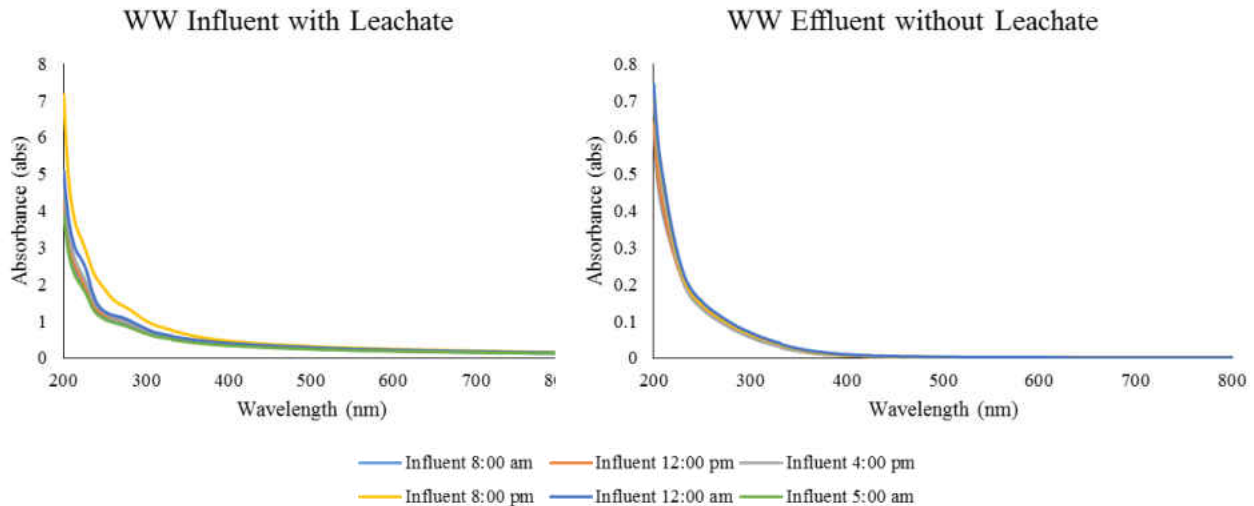 WW Influent with Leachate
8
7
6
5
4
3
2
1
0
Absorbance (abs)
200 300 400 500 600 700 80
Wavelength (nm)
WW Effluent without Leachate
0.8
0.7
0.6
0.5
0.4
0.3
0.2
0.1
0
Absorbance (abs)
200 300 400 500 600 700 800
Wavelength (nm)
Influent 8:00 am Influent 12:00 pm Influent 4:00 pm
Influent 8:00 pm Influent 12:00 am Influent 5:00 am